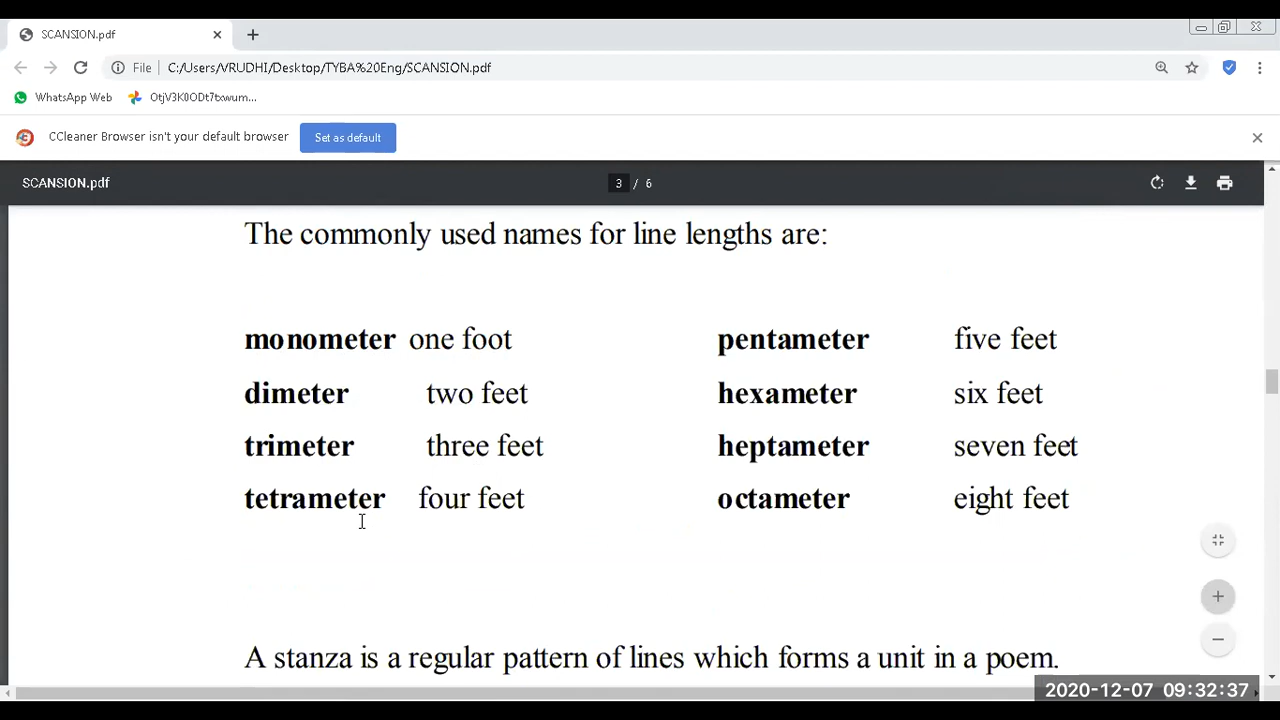 SCANSION.pdf
File C:/Users/VRUDHI/Desktop/TYBA%20Eng/SCANSION.pdf
WhatsApp Web OtjV3K0ODt7txwum...
CCleaner Browser isn't your default browser Set as default
SCANSION.pdf 3 / 6
The commonly used names for line lengths are:
monometer one foot pentameter five feet
dimeter two feet hexameter six feet
trimeter three feet heptameter seven feet
tetrameter four feet octameter eight feet
A stanza is a regular pattern of lines which forms a unit in a poem.
2020-12-07 09:32:37